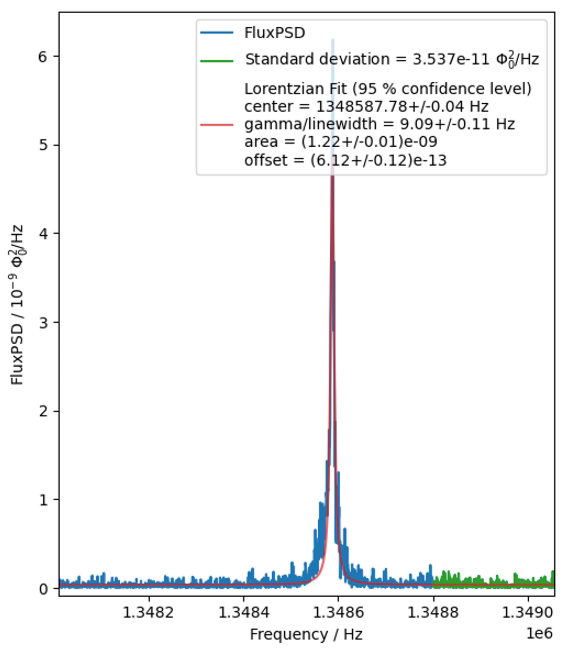 FluxPSD
Standard deviation = 3.537e-11 Φ₀²/Hz
Lorentzian Fit (95 % confidence level)
center = 1348587.78+/-0.04 Hz
gamma/linewidth = 9.09+/-0.11 Hz
area = (1.22+/-0.01)e-09
offset = (6.12+/-0.12)e-13
FluxPSD / 10⁻⁹ Φ₀²/Hz
6
5
4
3
2
1
0
1.3482 1.3484 1.3486 1.3488 1.3490
1e6
Frequency / Hz